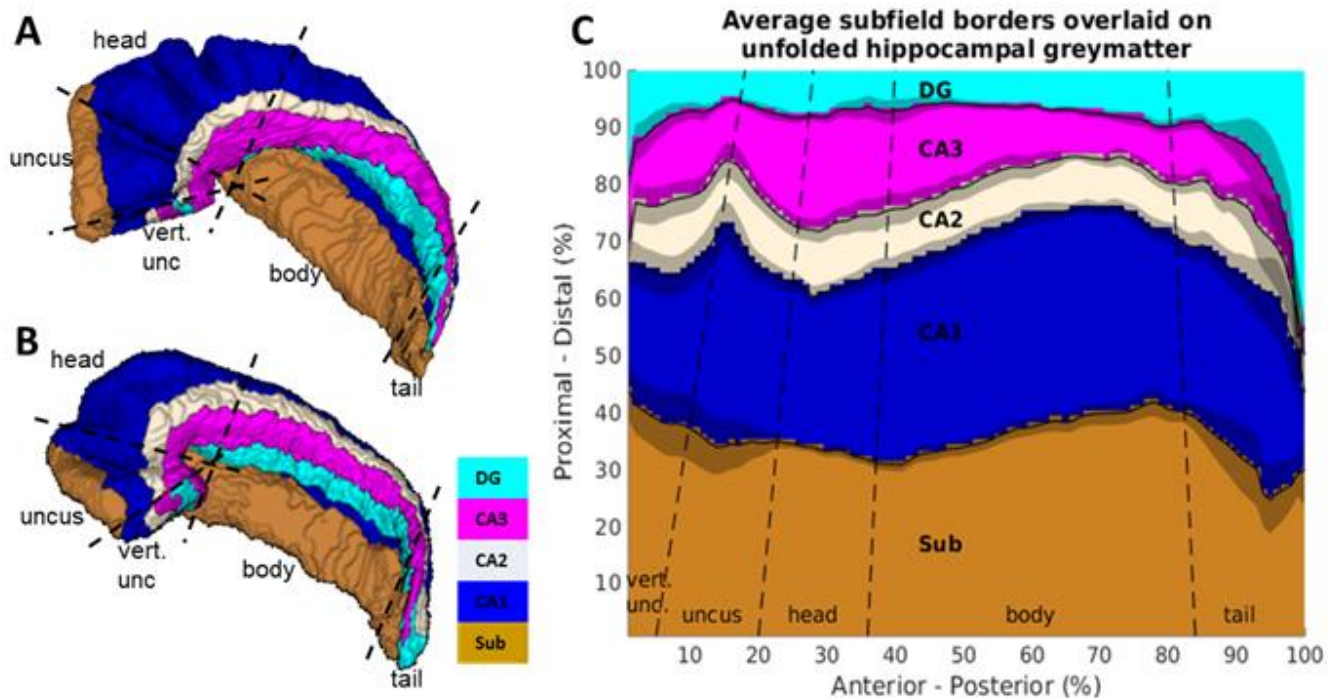 A
head
uncus
vert.
unc
body
tail
B
head
uncus
vert.
unc
body
tail
DG
CA3
CA2
CA1
Sub
C
Average subfield borders overlaid on
unfolded hippocampal greymatter
Proximal - Distal (%)
100
90
80
70
60
50
40
30
20
10
DG
CA3
CA2
CA1
Sub
vert.
unc.
uncus
head
body
tail
10 20 30 40 50 60 70 80 90 100
Anterior - Posterior (%)